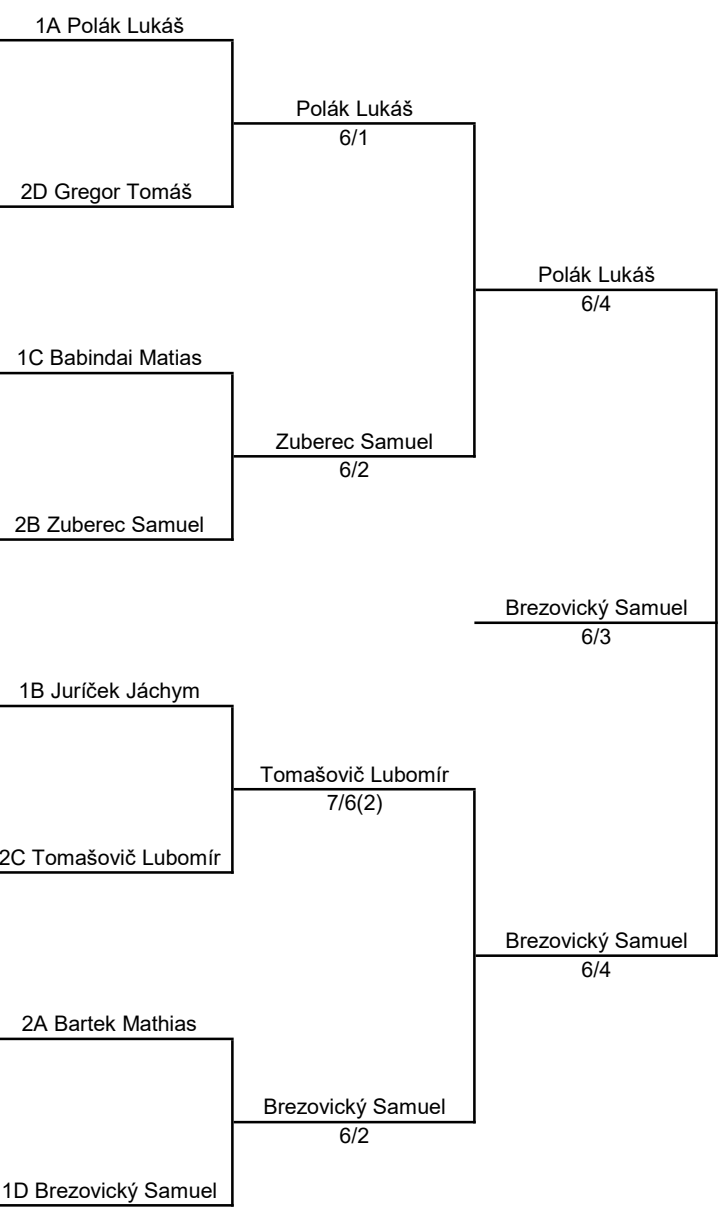 1A Polák Lukáš
Polák Lukáš
6/1
2D Gregor Tomáš
Polák Lukáš
6/4
1C Babindai Matias
Zuberec Samuel
6/2
2B Zuberec Samuel
Brezovický Samuel
6/3
1B Juríček Jáchym
Tomašovič Lubomír
7/6(2)
2C Tomašovič Lubomír
Brezovický Samuel
6/4
2A Bartek Mathias
Brezovický Samuel
6/2
1D Brezovický Samuel